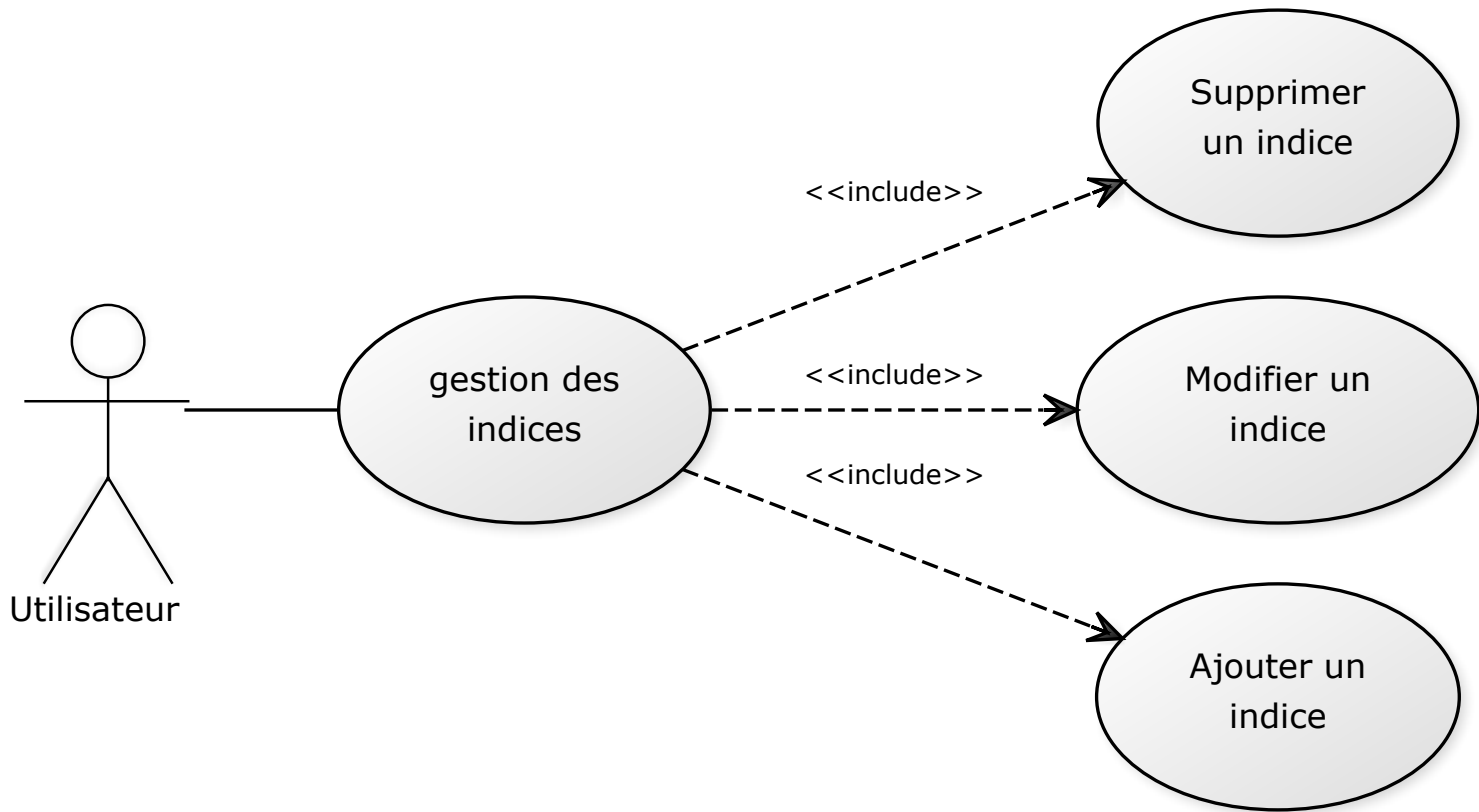 Supprimer
un indice
<<include>>
gestion des
indices
<<include>>
Modifier un
indice
<<include>>
Utilisateur
Ajouter un
indice